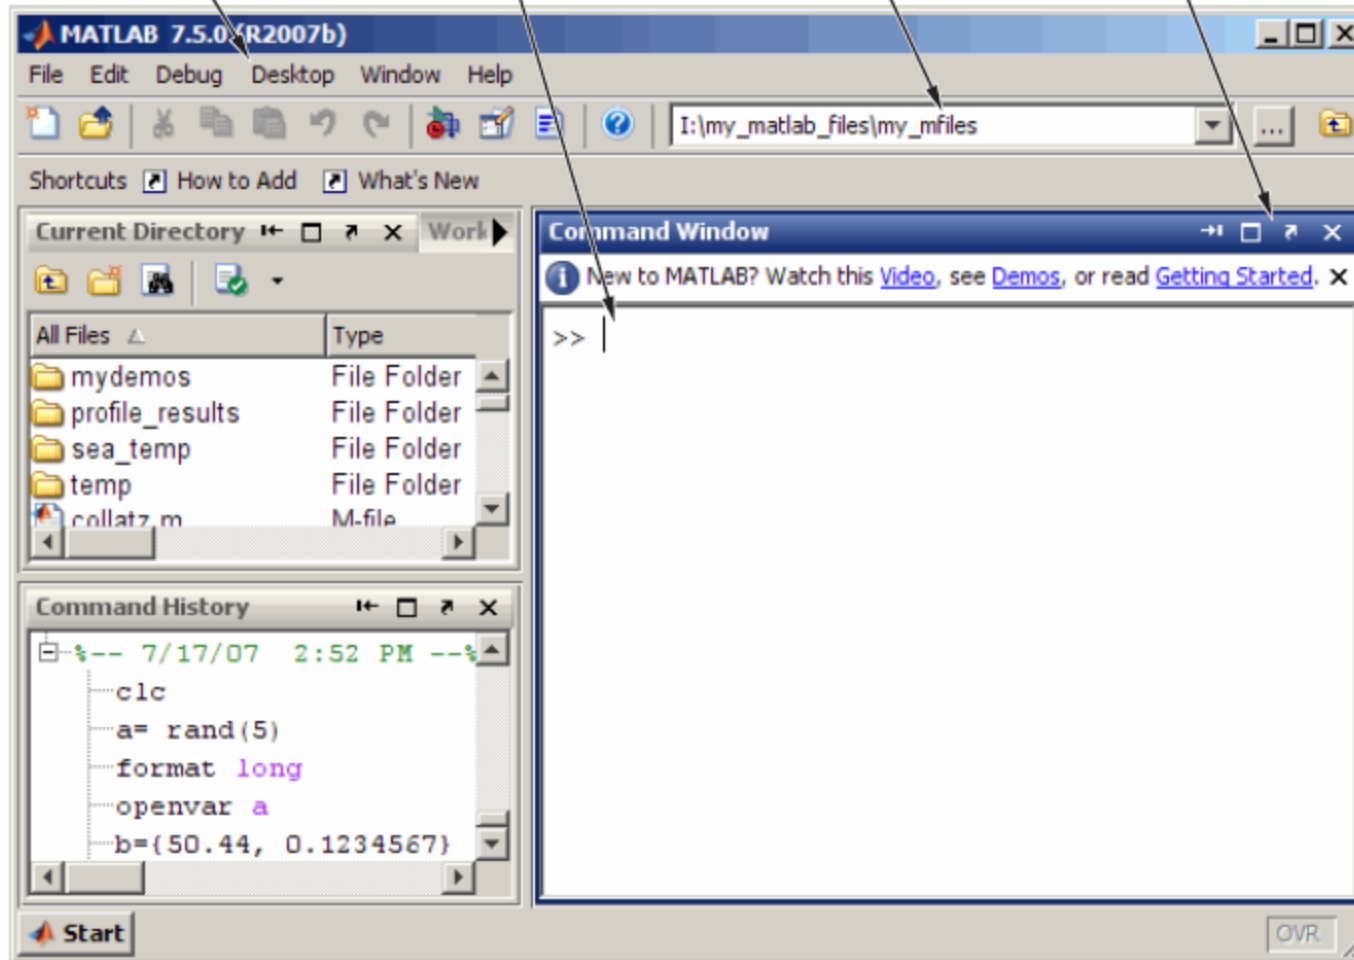 MATLAB 7.5.0 (R2007b)
File Edit Debug Desktop Window Help
I:\my_matlab_files\my_mfiles
...
Shortcuts How to Add What's New
Current Directory Work
All Files Type
mydemos File Folder
profile_results File Folder
sea_temp File Folder
temp File Folder
collatz.m M-file
Command History
%-- 7/17/07 2:52 PM --%
clc
a= rand(5)
format long
openvar a
b={50.44, 0.1234567}
Command Window
New to MATLAB? Watch this Video, see Demos, or read Getting Started.
>>
Start
OVR